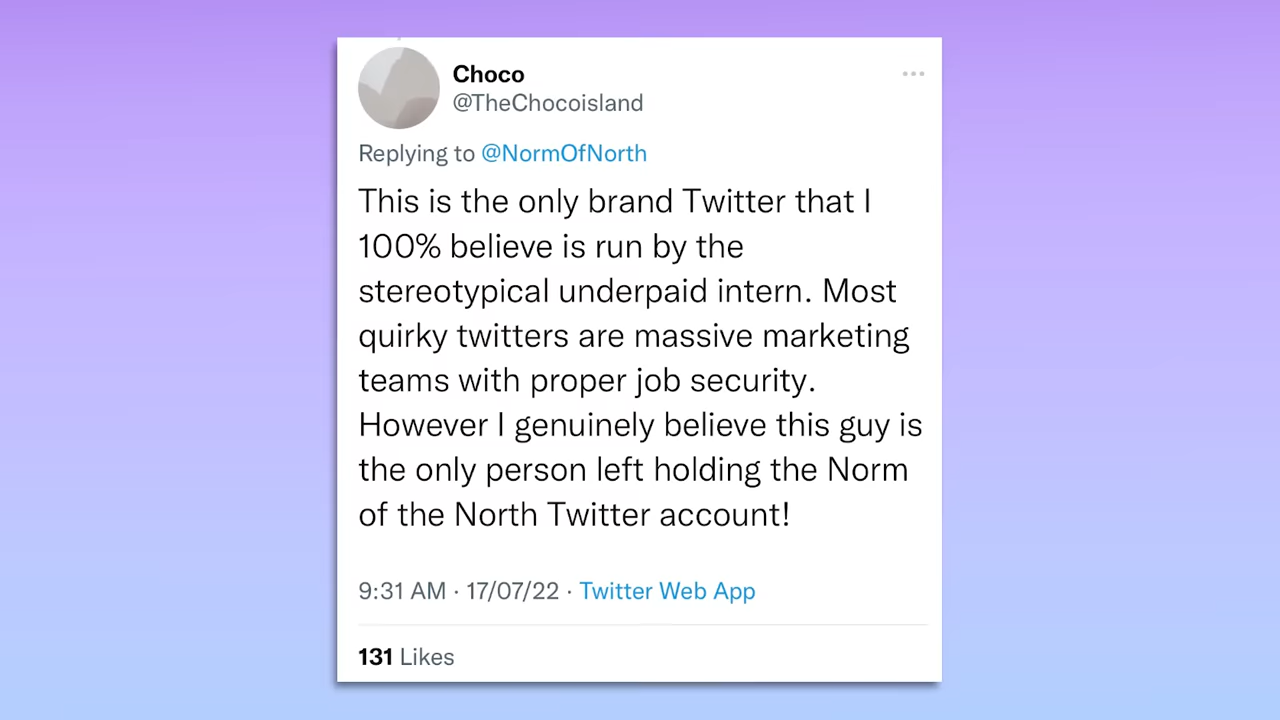 Choco
@TheChocoisland
Replying to @NormOfNorth
This is the only brand Twitter that I
100% believe is run by the
stereotypical underpaid intern. Most
quirky twitters are massive marketing
teams with proper job security.
However I genuinely believe this guy is
the only person left holding the Norm
of the North Twitter account!
9:31 AM · 17/07/22 · Twitter Web App
131 Likes